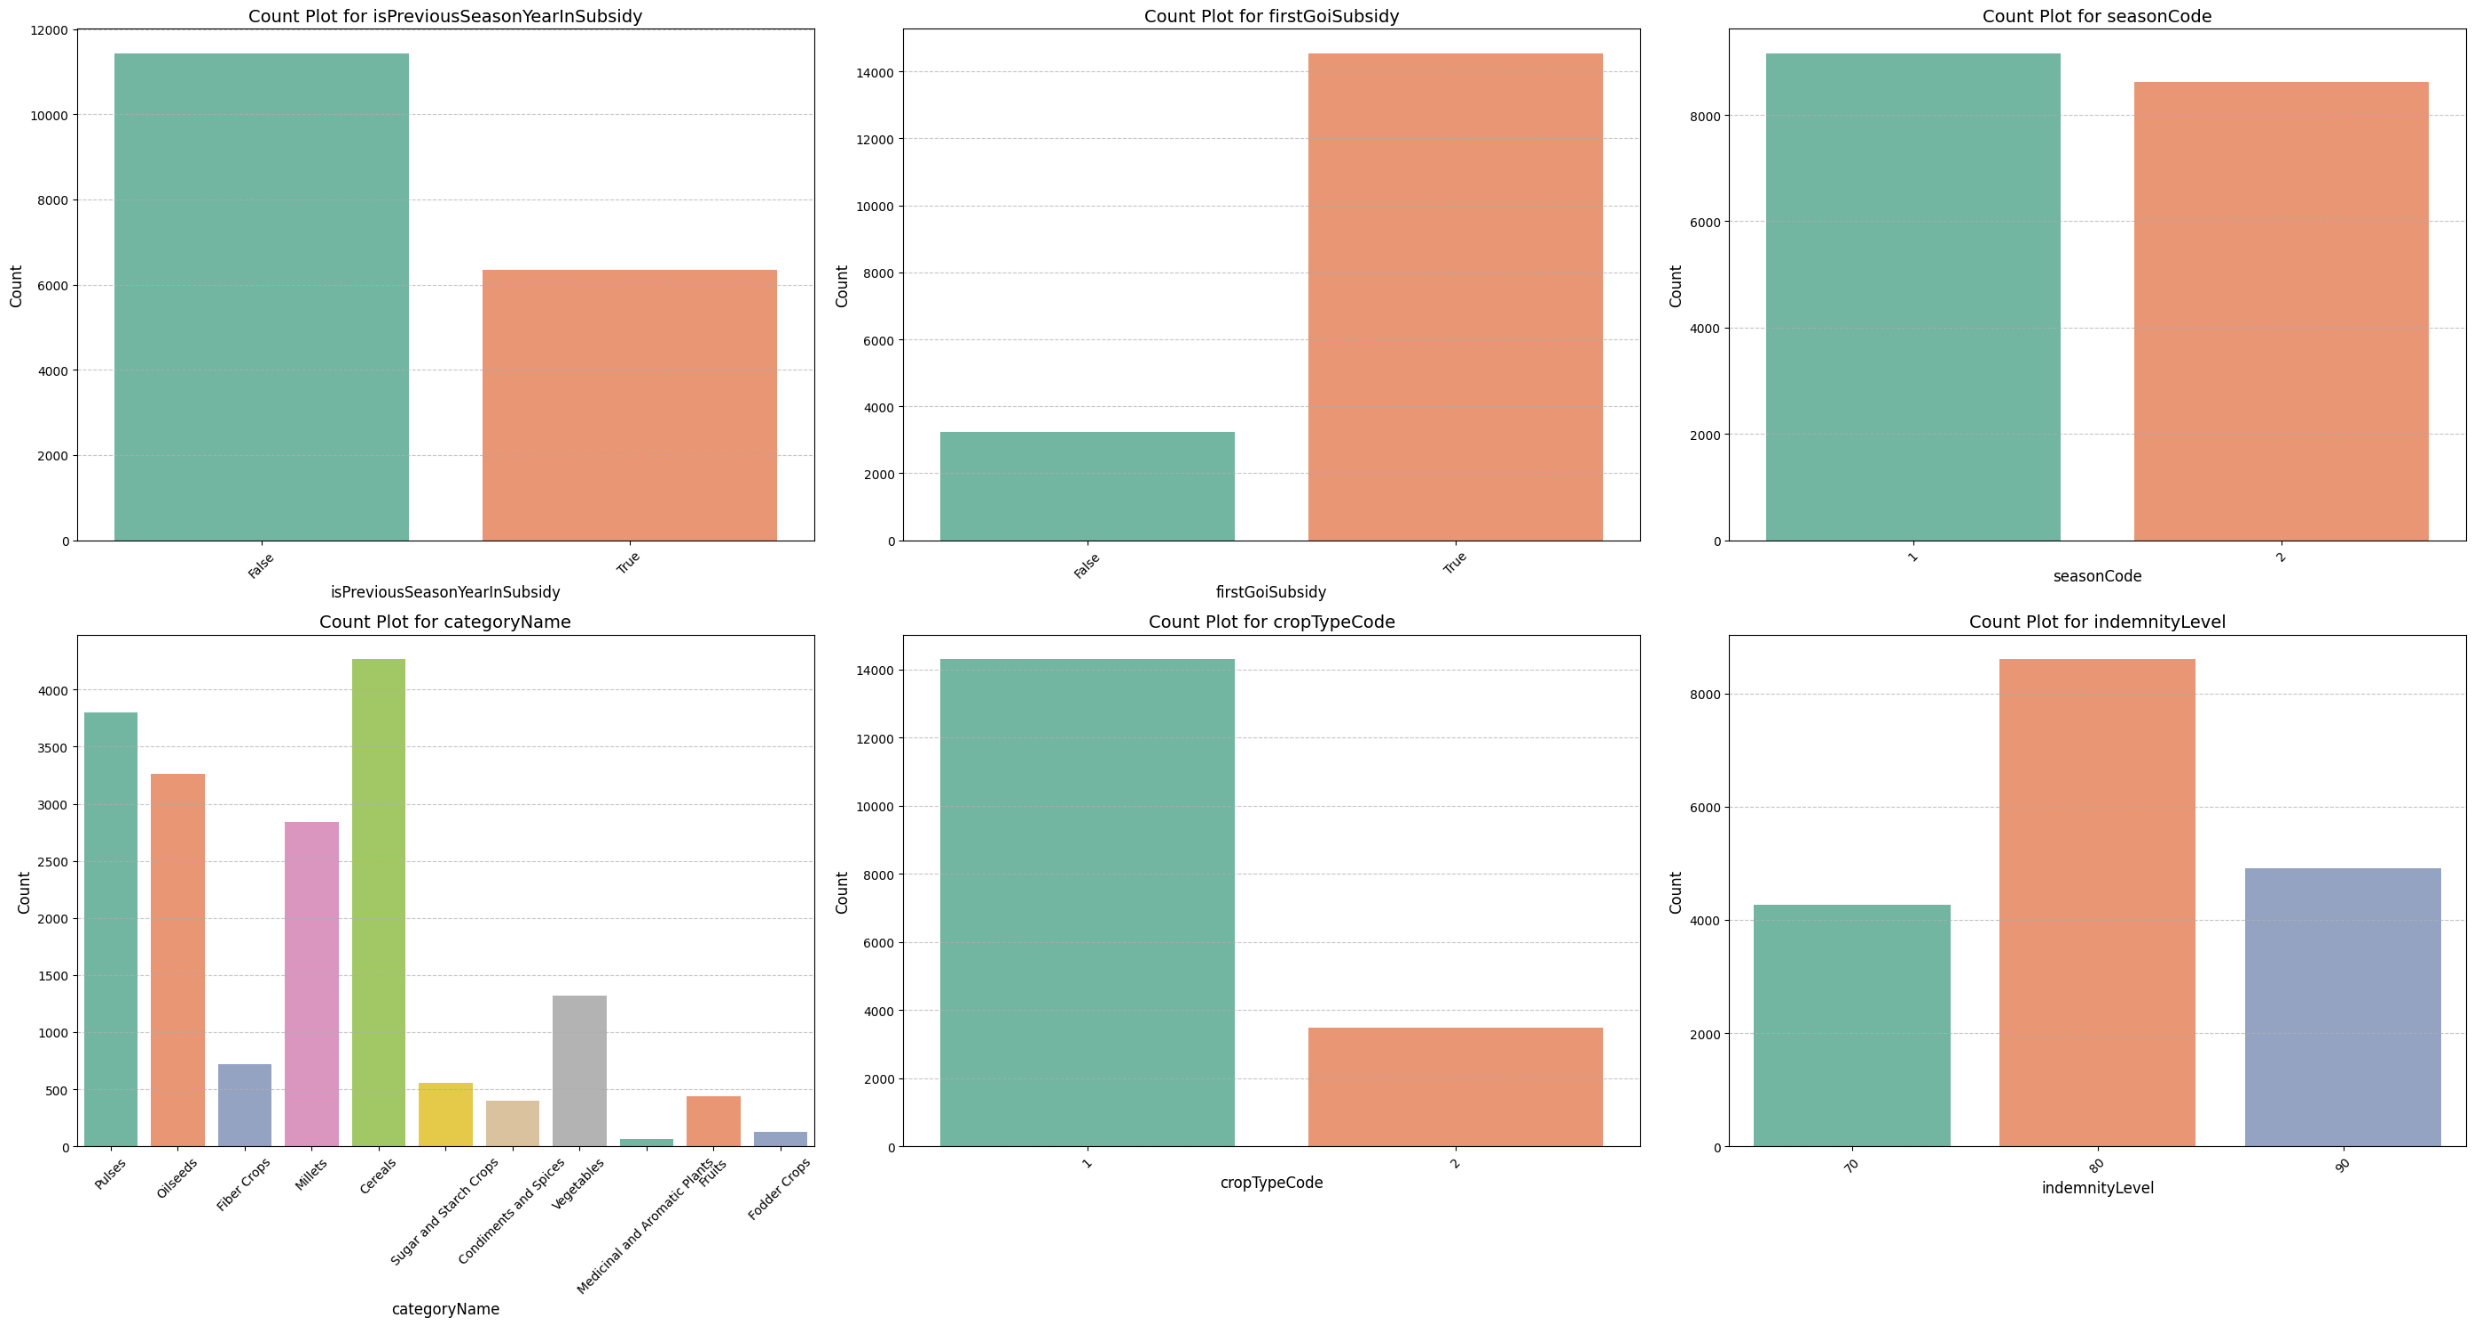 Count Plot for isPreviousSeasonYearInSubsidy
12000
10000
8000
6000
4000
2000
0
Count
False
True
isPreviousSeasonYearInSubsidy
Count Plot for firstGoiSubsidy
14000
12000
10000
8000
6000
4000
2000
0
Count
False
True
firstGoiSubsidy
Count Plot for seasonCode
8000
6000
4000
2000
0
Count
1
2
seasonCode
Count Plot for categoryName
4000
3500
3000
2500
2000
1500
1000
500
0
Count
Pulses
Oilseeds
Fiber Crops
Millets
Cereals
Sugar and Starch Crops
Condiments and Spices
Vegetables
Medicinal and Aromatic Plants
Fruits
Fodder Crops
categoryName
Count Plot for cropTypeCode
14000
12000
10000
8000
6000
4000
2000
0
Count
1
2
cropTypeCode
Count Plot for indemnityLevel
8000
6000
4000
2000
0
Count
70
80
90
indemnityLevel